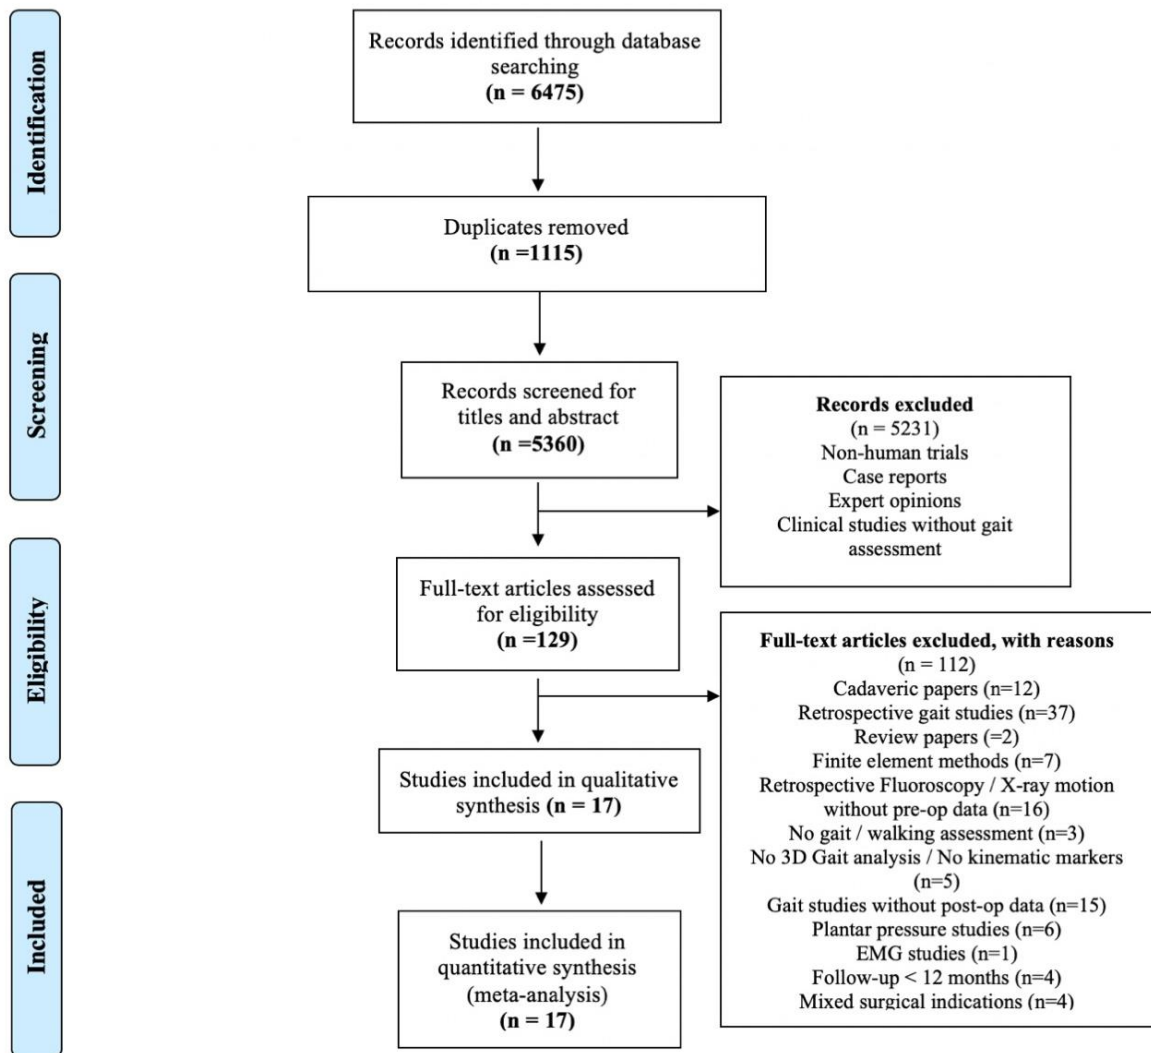 Identification
Records identified through database
searching
(n = 6475)
Duplicates removed
(n =1115)
Screening
Records screened for
titles and abstract
(n =5360)
Records excluded
(n = 5231)
Non-human trials
Case reports
Expert opinions
Clinical studies without gait
assessment
Eligibility
Full-text articles assessed
for eligibility
(n =129)
Full-text articles excluded, with reasons
(n = 112)
Cadaveric papers (n=12)
Retrospective gait studies (n=37)
Review papers (=2)
Finite element methods (n=7)
Retrospective Fluoroscopy / X-ray motion
without pre-op data (n=16)
No gait / walking assessment (n=3)
No 3D Gait analysis / No kinematic markers
(n=5)
Gait studies without post-op data (n=15)
Plantar pressure studies (n=6)
EMG studies (n=1)
Follow-up < 12 months (n=4)
Mixed surgical indications (n=4)
Included
Studies included in qualitative
synthesis (n = 17)
Studies included in
quantitative synthesis
(meta-analysis)
(n = 17)